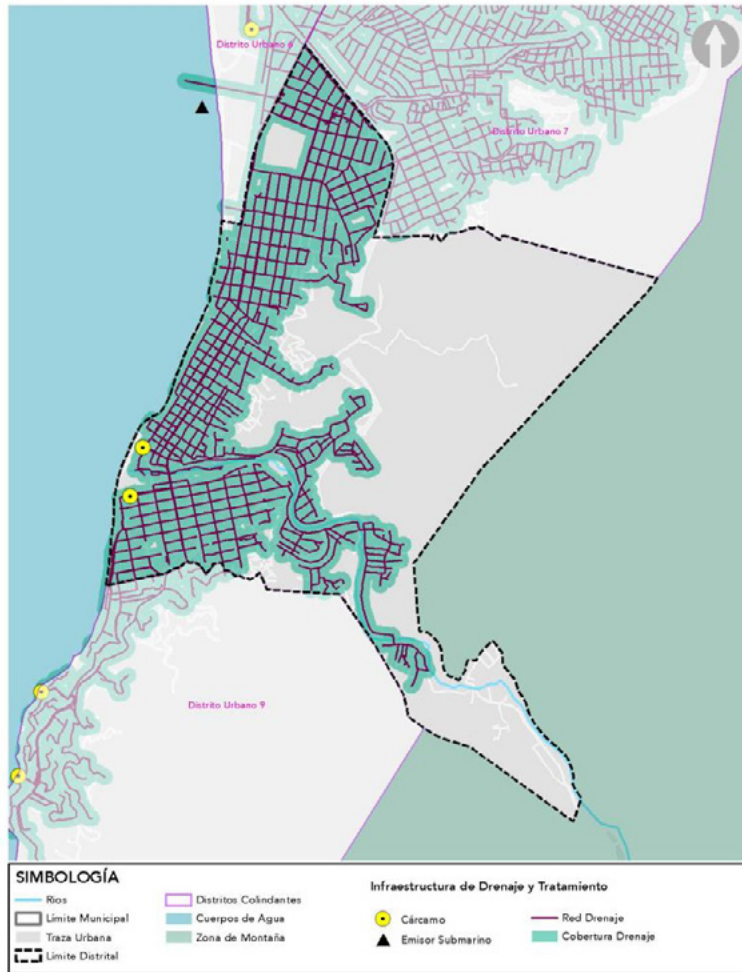 Distrito Urbano 6
Distrito Urbano 7
Distrito Urbano 9
SIMBOLOGÍA
Ríos
Límite Municipal
Traza Urbana
Límite Distrital
Distritos Colindantes
Cuerpos de Agua
Zona de Montaña
Infraestructura de Drenaje y Tratamiento
Cárcamo
Emisor Submarino
Red Drenaje
Cobertura Drenaje